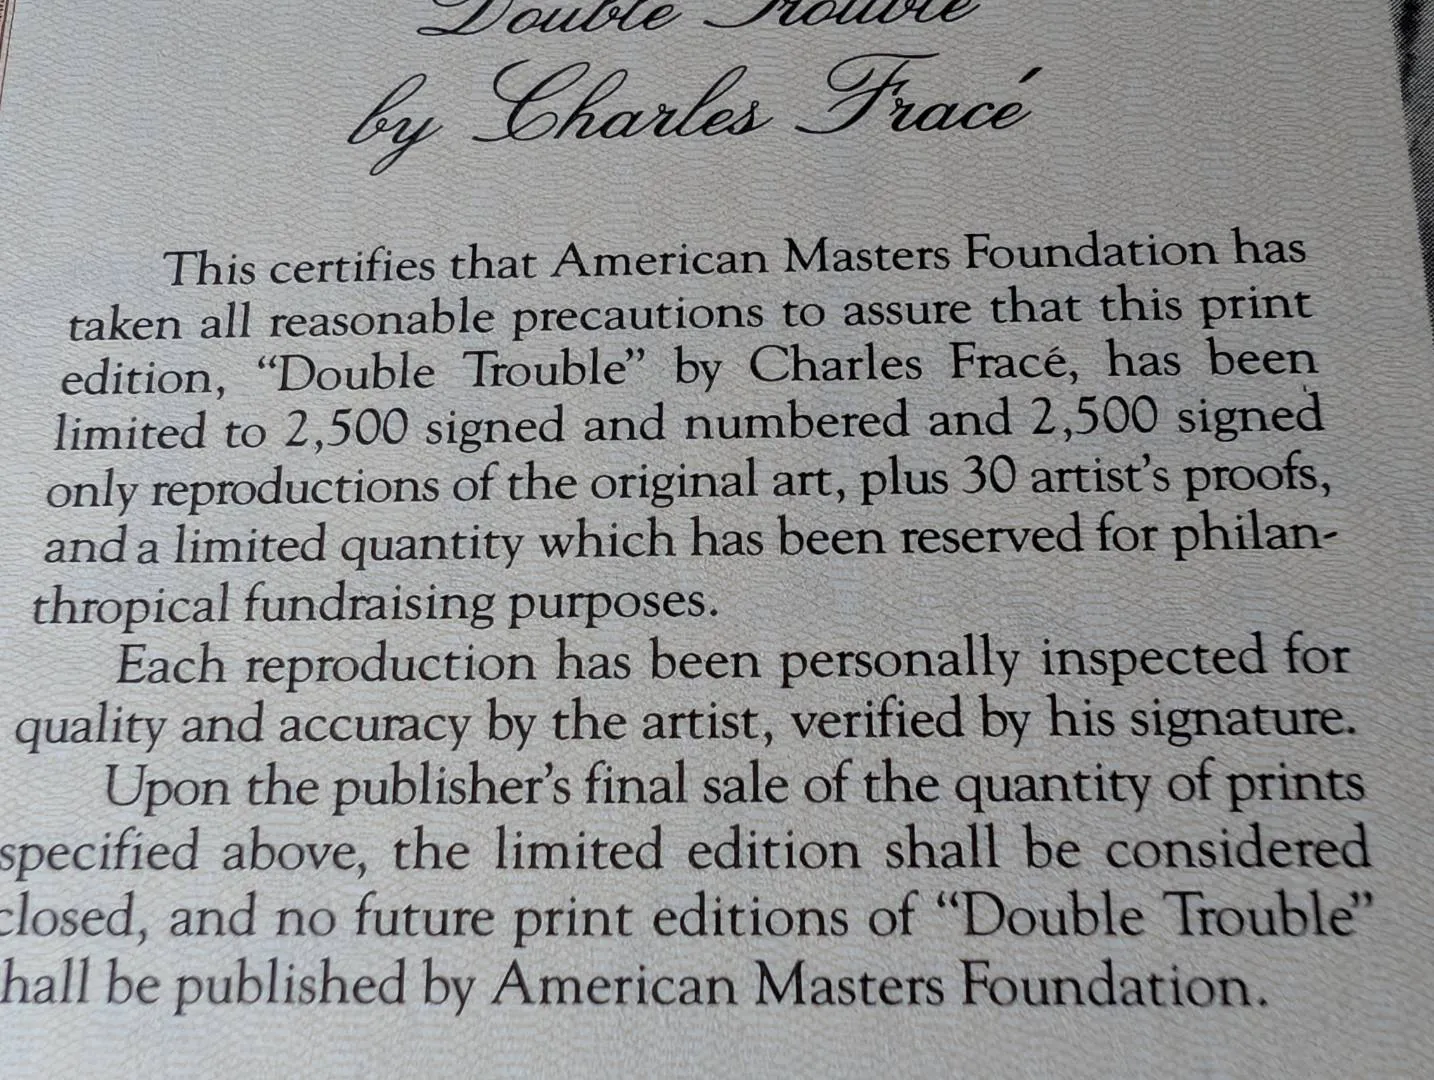 Double Trouble
by Charles Fracé
This certifies that American Masters Foundation has
taken all reasonable precautions to assure that this print
edition, “Double Trouble” by Charles Fracé, has been
limited to 2,500 signed and numbered and 2,500 signed
only reproductions of the original art, plus 30 artist’s proofs,
and a limited quantity which has been reserved for philan-
thropical fundraising purposes.
Each reproduction has been personally inspected for
quality and accuracy by the artist, verified by his signature.
Upon the publisher’s final sale of the quantity of prints
specified above, the limited edition shall be considered
closed, and no future print editions of “Double Trouble”
hall be published by American Masters Foundation.